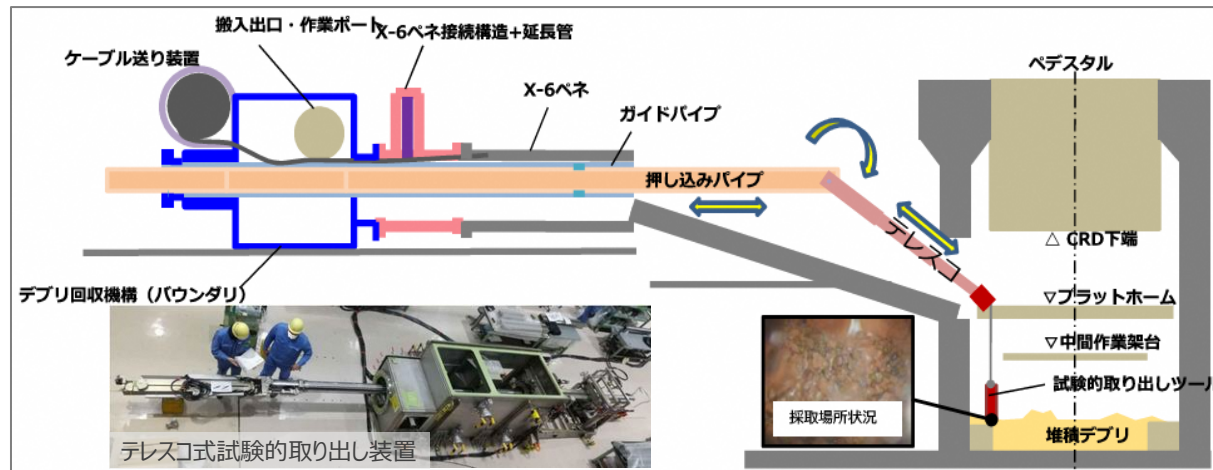 搬入出口・作業ポート
X-6ペネ接続構造+延長管
ケーブル送り装置
X-6ペネ
ガイドパイプ
ペデスタル
押し込みパイプ
テレスコ
△ CRD下端
デブリ回収機構（バウンダリ）
▽プラットホーム
▽中間作業架台
試験的取り出しツール
採取場所状況
堆積デブリ
テレスコ式試験的取り出し装置